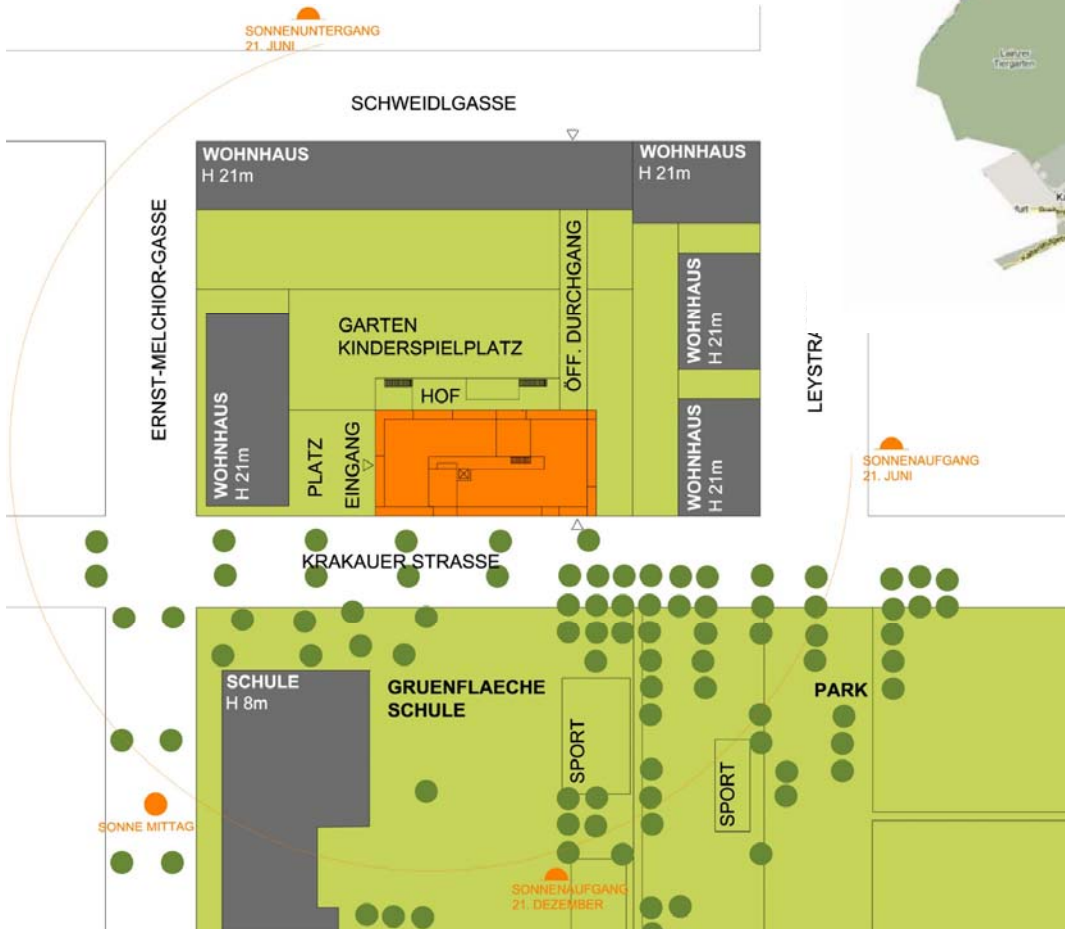 SONNENUNTERGANG
21. JUNI
Lainzer
Tiergarten
SCHWEIDLGASSE
WOHNHAUS
H 21m
WOHNHAUS
H 21m
ERNST-MELCHIOR-GASSE
GARTEN
KINDERSPIELPLATZ
ÖFF. DURCHGANG
WOHNHAUS
H 21m
HOF
WOHNHAUS
H 21m
PLATZ
EINGANG
WOHNHAUS
H 21m
SONNENAUFGANG
21. JUNI
KRAKAUER STRASSE
SCHULE
H 8m
GRUENFLAECHE
SCHULE
PARK
SPORT
SPORT
SONNE MITTAG
SONNENAUFGANG
21. DEZEMBER